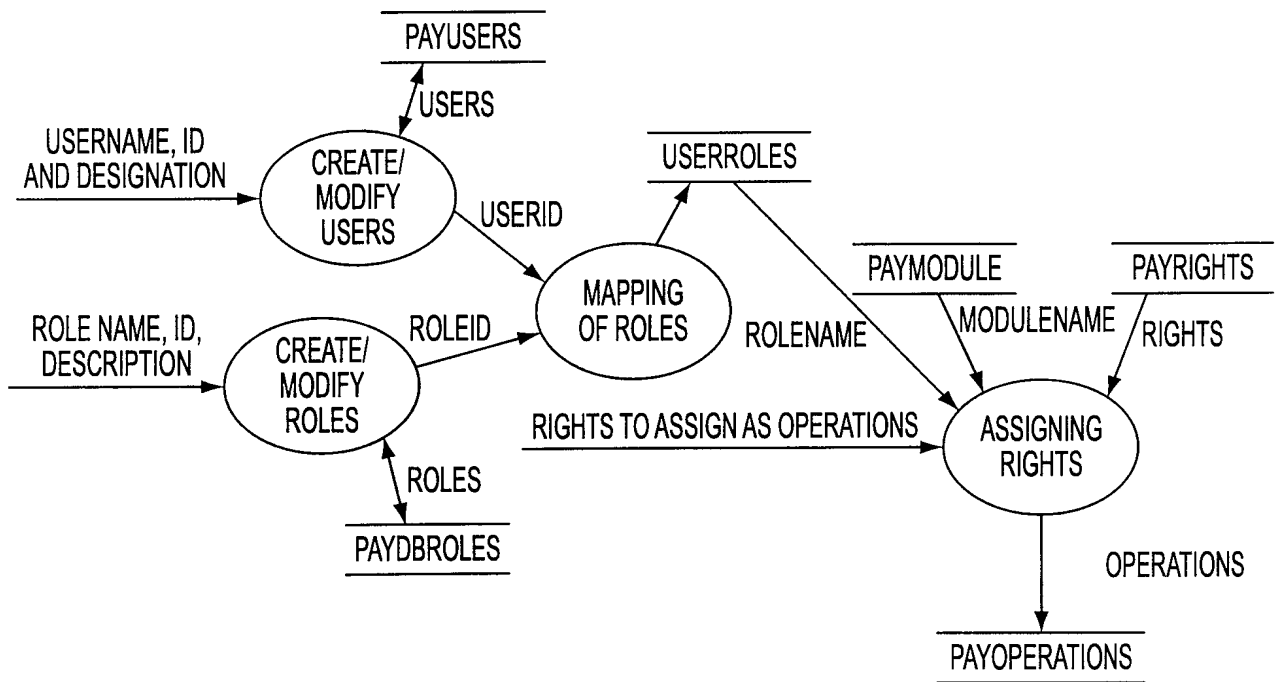 PAYUSERS
USERS
USERNAME, ID
AND DESIGNATION
CREATE/
MODIFY
USERS
USERID
USERROLES
MAPPING
OF ROLES
ROLE NAME, ID,
DESCRIPTION
CREATE/
MODIFY
ROLES
ROLEID
ROLES
PAYDBROLES
ROLENAME
PAYMODULE
MODULENAME
PAYRIGHTS
RIGHTS
RIGHTS TO ASSIGN AS OPERATIONS
ASSIGNING
RIGHTS
OPERATIONS
PAYOPERATIONS